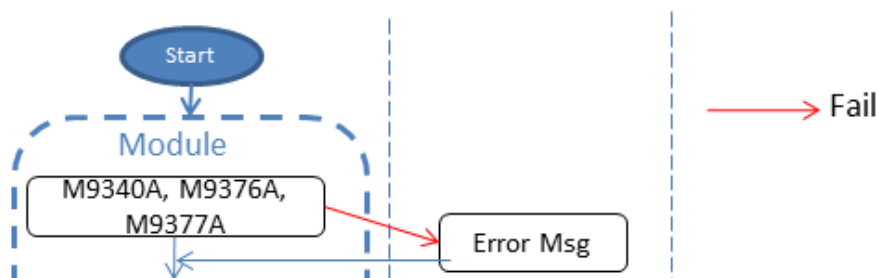 Start
Module
M9340A, M9376A,
M9377A
Error Msg
Fail